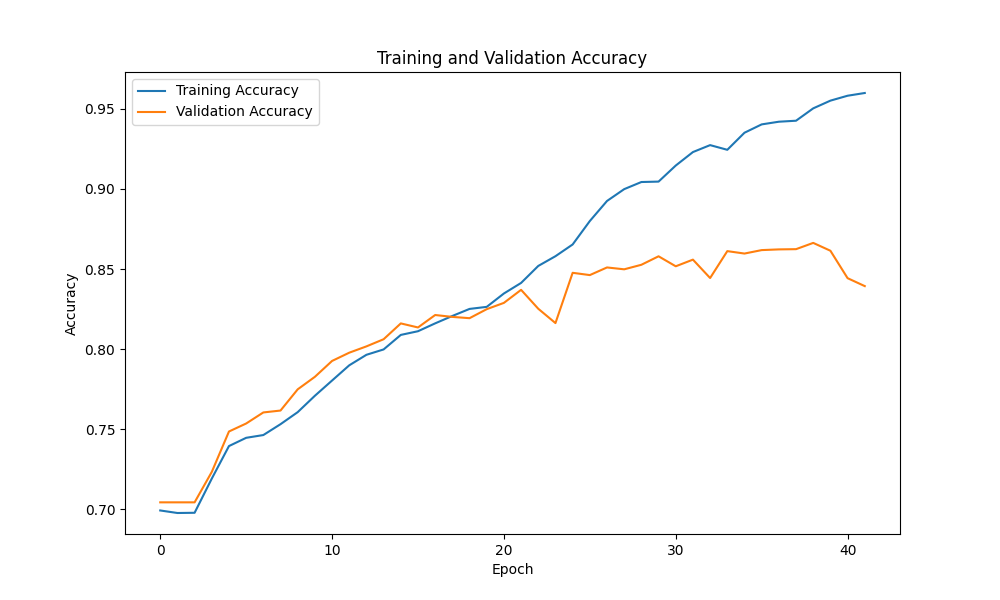 Training and Validation Accuracy
Training Accuracy
Validation Accuracy
0.95
0.90
0.85
0.80
0.75
0.70
Accuracy
0 10 20 30 40
Epoch